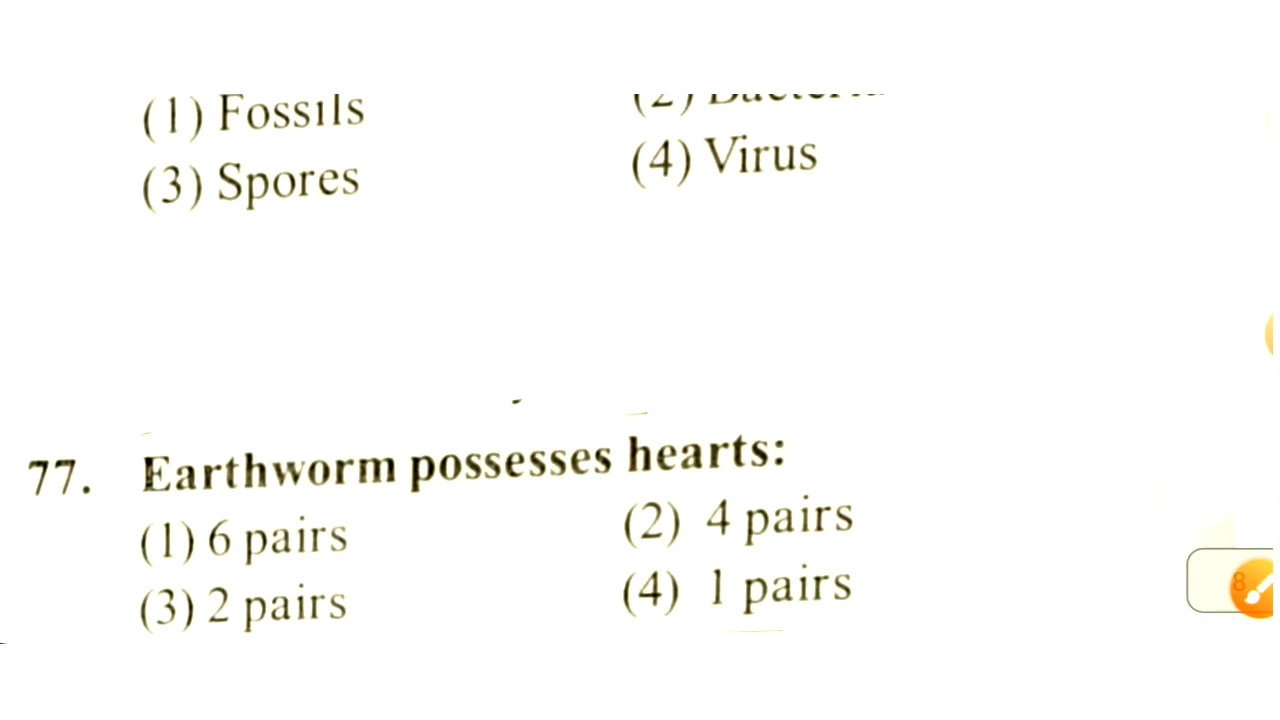 (1) Fossils
(3) Spores
(4) Virus
77. Earthworm possesses hearts:
(1) 6 pairs
(2) 4 pairs
(3) 2 pairs
(4) 1 pairs
8